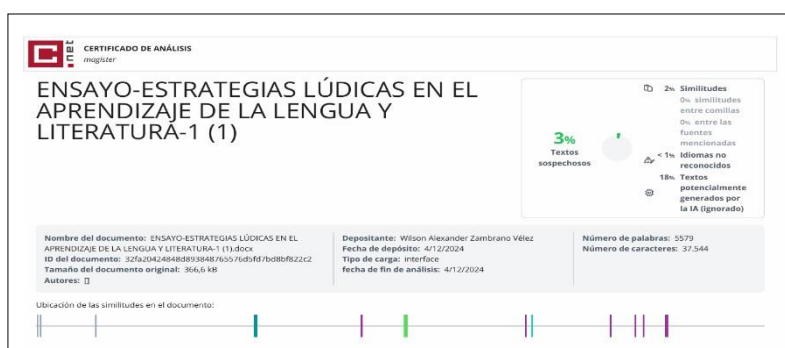 C.net
CERTIFICADO DE ANÁLISIS
magister
ENSAYO-ESTRATEGIAS LÚDICAS EN EL
APRENDIZAJE DE LA LENGUA Y
LITERATURA-1 (1)
3%
Textos
sospechosos
2% Similitudes
0% similitudes
entre comillas
0% entre las
fuentes
mencionadas
< 1% Idiomas no
reconocidos
18% Textos
potencialmente
generados por
la IA (ignorado)
Nombre del documento: ENSAYO-ESTRATEGIAS LÚDICAS EN EL
APRENDIZAJE DE LA LENGUA Y LITERATURA-1 (1).docx
ID del documento: 32fa20424848d893848765576d5fd7bd8bf822c2
Tamaño del documento original: 366,6 kB
Autores: []
Depositante: Wilson Alexander Zambrano Vélez
Fecha de depósito: 4/12/2024
Tipo de carga: interface
fecha de fin de análisis: 4/12/2024
Número de palabras: 5579
Número de caracteres: 37.544
Ubicación de las similitudes en el documento: